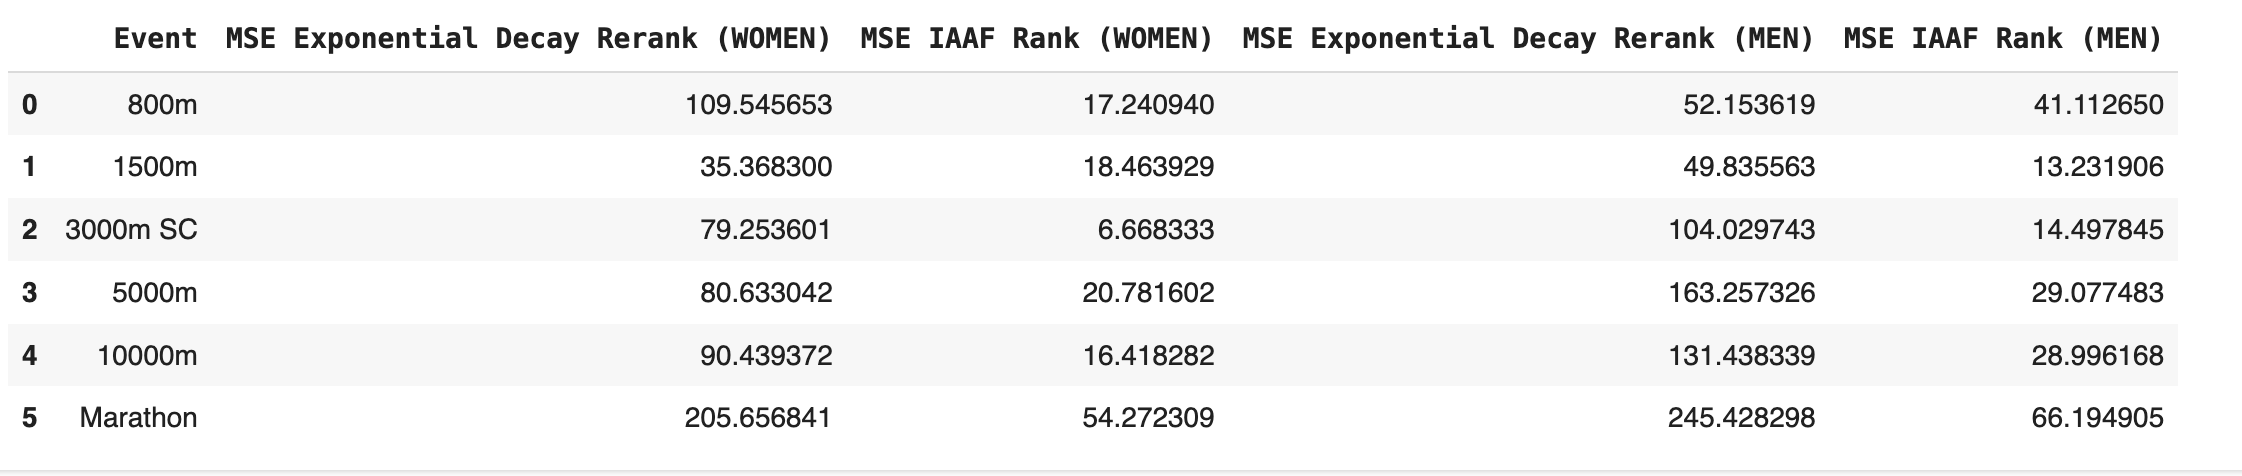 Event MSE Exponential Decay Rerank (WOMEN) MSE IAAF Rank (WOMEN) MSE Exponential Decay Rerank (MEN) MSE IAAF Rank (MEN)
0 800m 109.545653 17.240940 52.153619 41.112650
1 1500m 35.368300 18.463929 49.835563 13.231906
2 3000m SC 79.253601 6.668333 104.029743 14.497845
3 5000m 80.633042 20.781602 163.257326 29.077483
4 10000m 90.439372 16.418282 131.438339 28.996168
5 Marathon 205.656841 54.272309 245.428298 66.194905